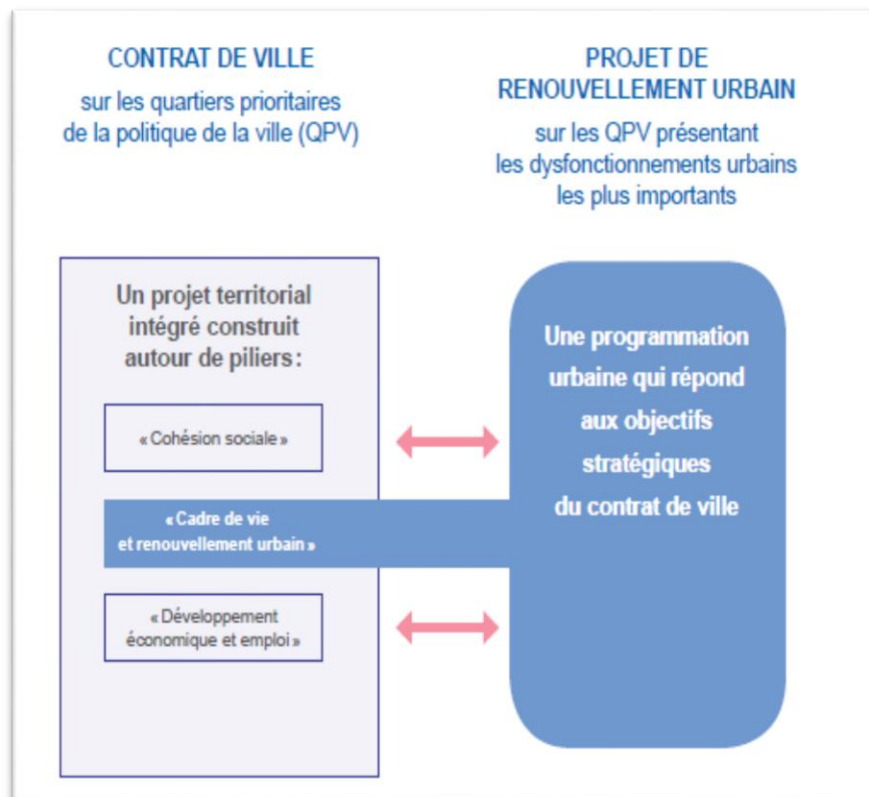 CONTRAT DE VILLE
sur les quartiers prioritaires
de la politique de la ville (QPV)
PROJET DE
RENOUVELLEMENT URBAIN
sur les QPV présentant
les dysfonctionnements urbains
les plus importants
Un projet territorial
intégré construit
autour de piliers :
« Cohésion sociale »
« Cadre de vie
et renouvellement urbain »
« Développement
économique et emploi »
Une programmation
urbaine qui répond
aux objectifs
stratégiques
du contrat de ville